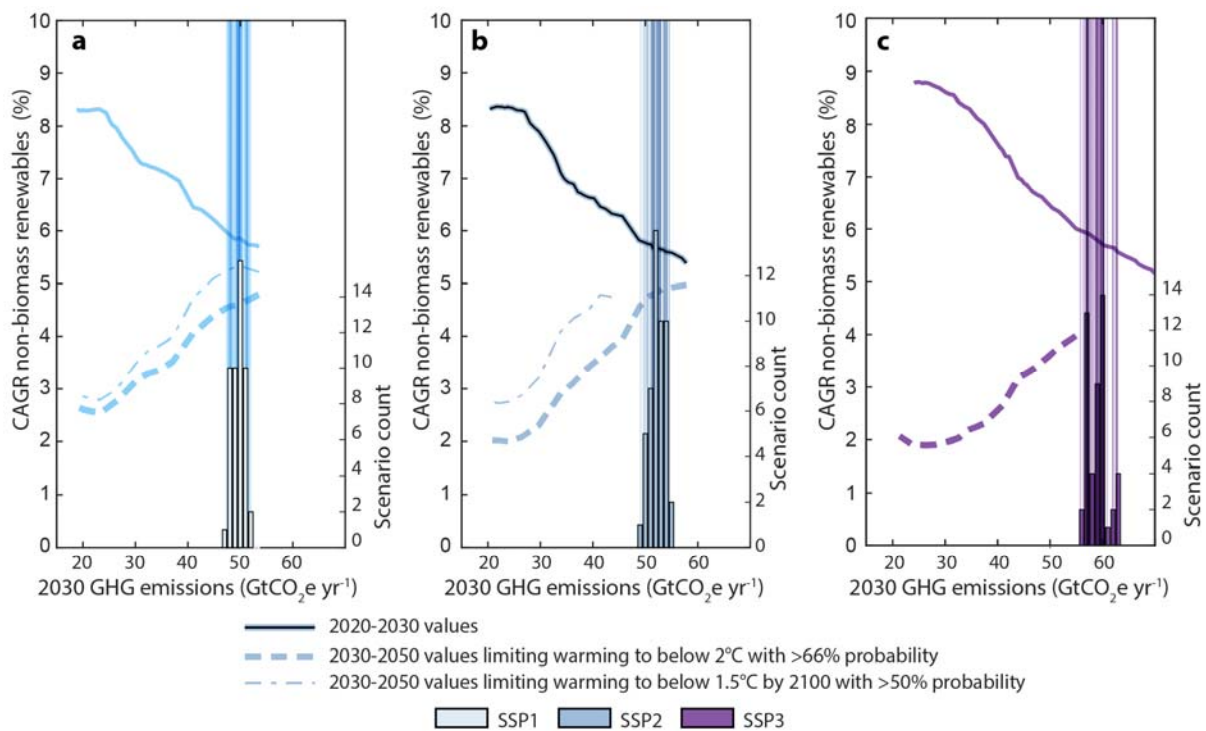 a
b
c
CAGR non-biomass renewables (%)
10
9
8
7
6
5
4
3
2
1
0
20 30 40 50 60
2030 GHG emissions (GtCO₂e yr⁻¹)
14
12
10
8
6
4
2
0
Scenario count
CAGR non-biomass renewables (%)
10
9
8
7
6
5
4
3
2
1
0
20 30 40 50 60
2030 GHG emissions (GtCO₂e yr⁻¹)
12
10
8
6
4
2
0
Scenario count
CAGR non-biomass renewables (%)
10
9
8
7
6
5
4
3
2
1
0
20 30 40 50 60
2030 GHG emissions (GtCO₂e yr⁻¹)
14
12
10
8
6
4
2
0
Scenario count
2020-2030 values
2030-2050 values limiting warming to below 2°C with >66% probability
2030-2050 values limiting warming to below 1.5°C by 2100 with >50% probability
SSP1 SSP2 SSP3